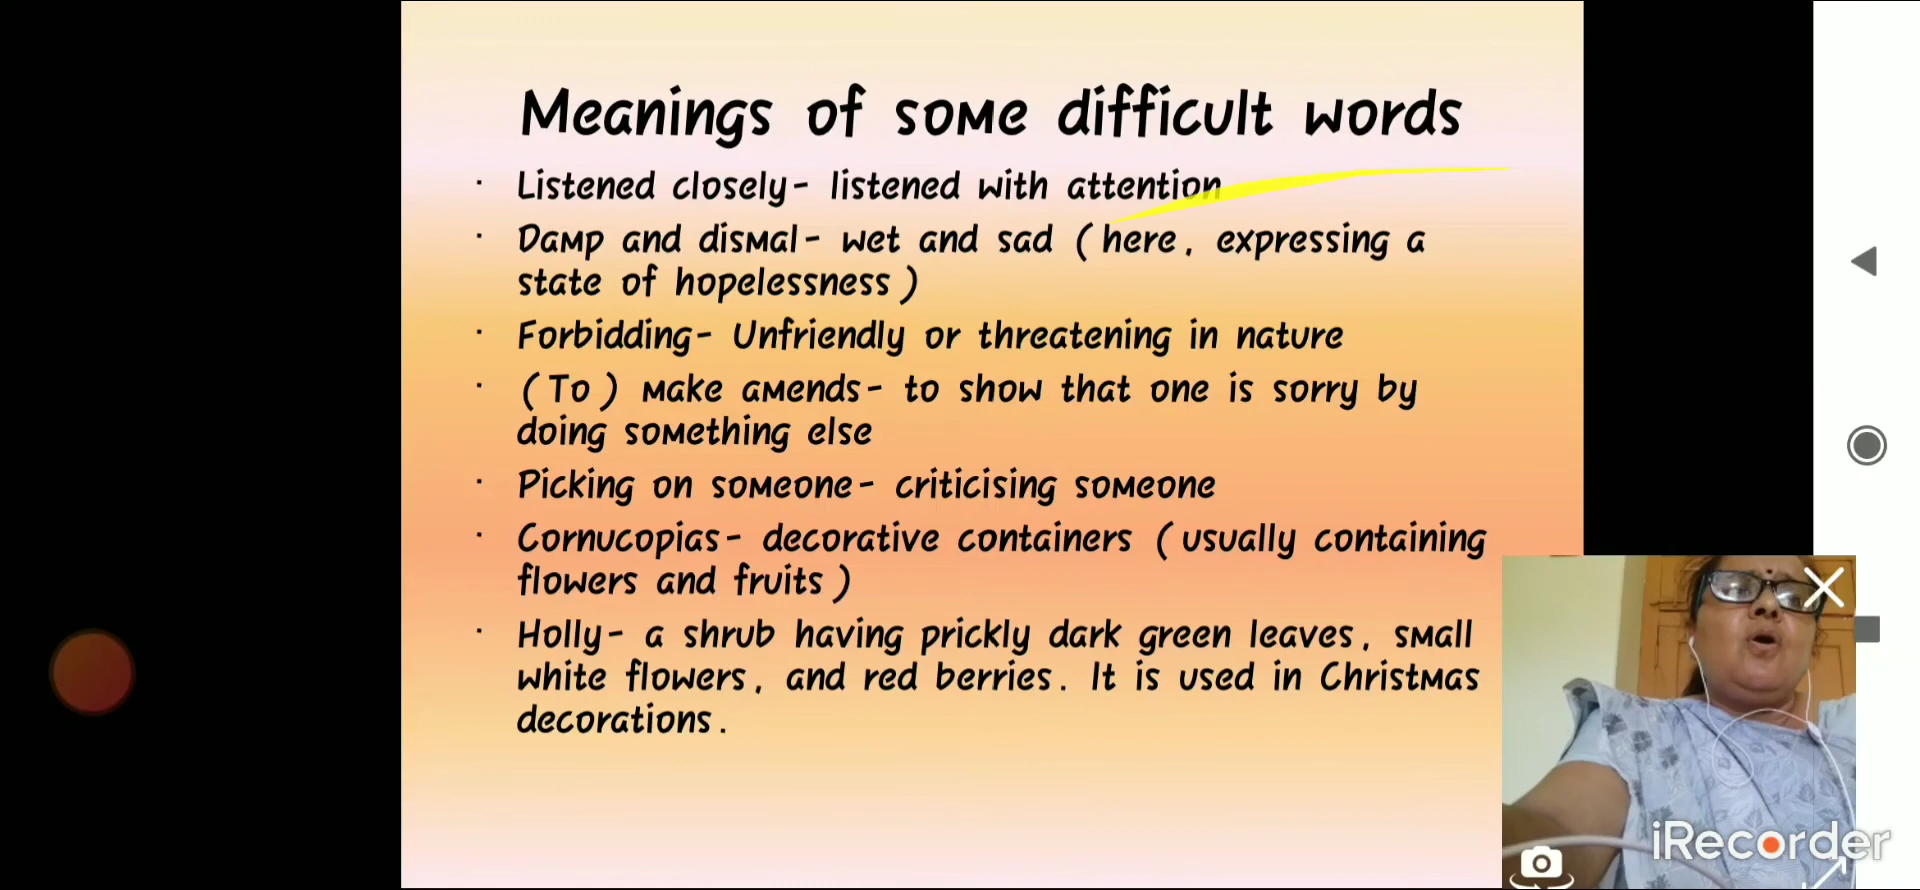 Meanings of some difficult words
· Listened closely- listened with attention
· Damp and dismal- wet and sad (here, expressing a
state of hopelessness)
· Forbidding- Unfriendly or threatening in nature
· (To) make amends- to show that one is sorry by
doing something else
· Picking on someone- criticising someone
· Cornucopias- decorative containers (usually containing
flowers and fruits)
· Holly- a shrub having prickly dark green leaves, small
white flowers, and red berries. It is used in Christmas
decorations.
iRecorder